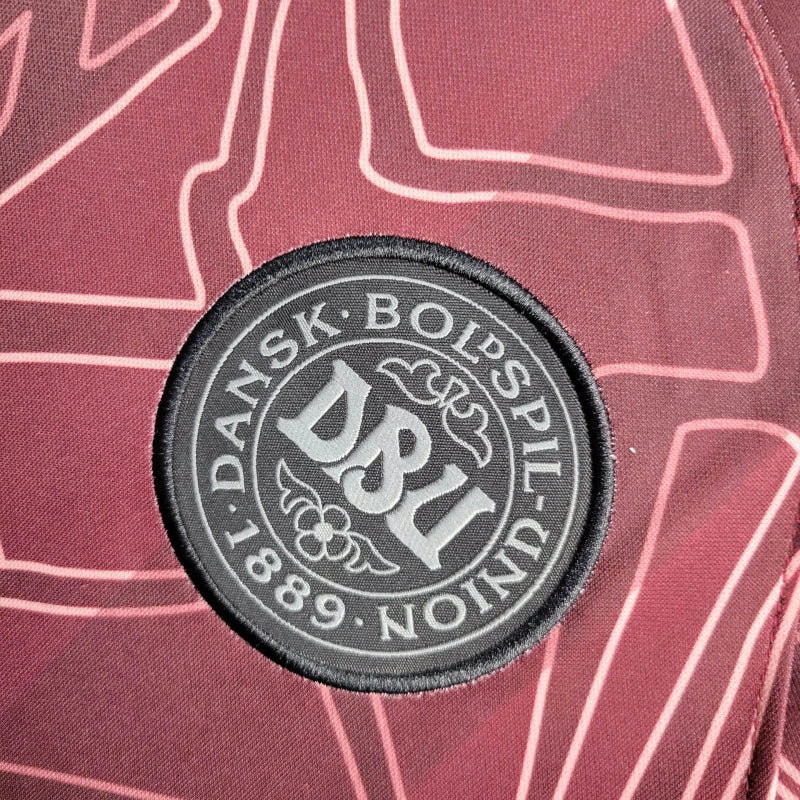 DANSK · BOLDSPIL-UNION · 1889 ·
DBU